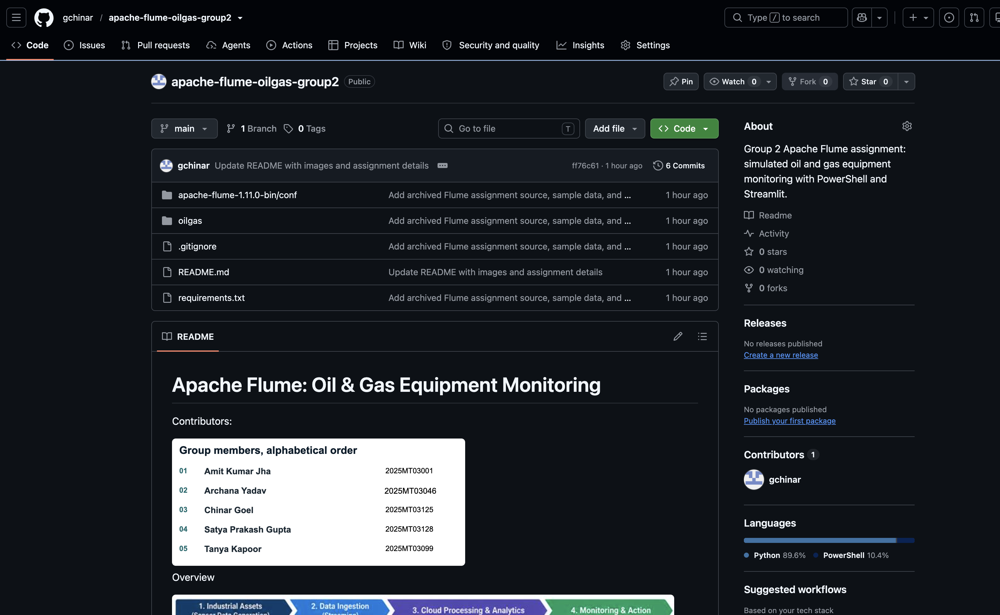 gchinar / apache-flume-oilgas-group2
Type / to search
Code Issues Pull requests Agents Actions Projects Wiki Security and quality Insights Settings
apache-flume-oilgas-group2 Public
Pin Watch 0 Fork 0 Star 0
main 1 Branch 0 Tags
Go to file T Add file Code
gchinar Update README with images and assignment details ff76c61 · 1 hour ago 6 Commits
apache-flume-1.11.0-bin/conf Add archived Flume assignment source, sample data, and ... 1 hour ago
oilgas Add archived Flume assignment source, sample data, and ... 1 hour ago
.gitignore Add archived Flume assignment source, sample data, and ... 1 hour ago
README.md Update README with images and assignment details 1 hour ago
requirements.txt Add archived Flume assignment source, sample data, and ... 1 hour ago
README
Apache Flume: Oil & Gas Equipment Monitoring
Contributors:
Group members, alphabetical order
01 Amit Kumar Jha 2025MT03001
02 Archana Yadav 2025MT03046
03 Chinar Goel 2025MT03125
04 Satya Prakash Gupta 2025MT03128
05 Tanya Kapoor 2025MT03099
Overview
1. Industrial Assets
(Sensor Data Generation)
2. Data Ingestion
(Streaming)
3. Cloud Processing & Analytics
4. Monitoring & Action
About
Group 2 Apache Flume assignment:
simulated oil and gas equipment
monitoring with PowerShell and
Streamlit.
Readme
Activity
0 stars
0 watching
0 forks
Releases
No releases published
Create a new release
Packages
No packages published
Publish your first package
Contributors 1
gchinar
Languages
Python 89.6% PowerShell 10.4%
Suggested workflows
Based on your tech stack